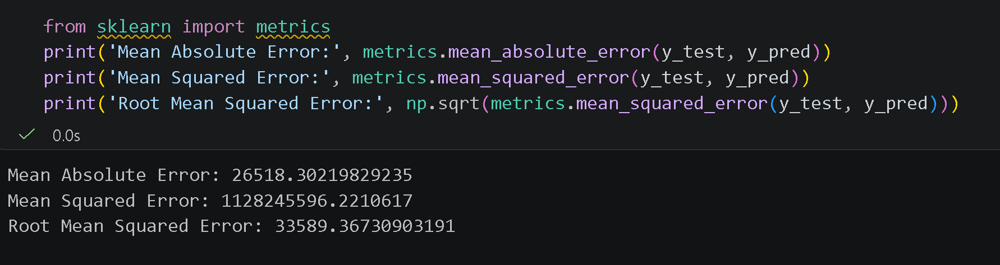 from sklearn import metrics
print('Mean Absolute Error:', metrics.mean_absolute_error(y_test, y_pred))
print('Mean Squared Error:', metrics.mean_squared_error(y_test, y_pred))
print('Root Mean Squared Error:', np.sqrt(metrics.mean_squared_error(y_test, y_pred)))
0.0s
Mean Absolute Error: 26518.30219829235
Mean Squared Error: 1128245596.2210617
Root Mean Squared Error: 33589.36730903191